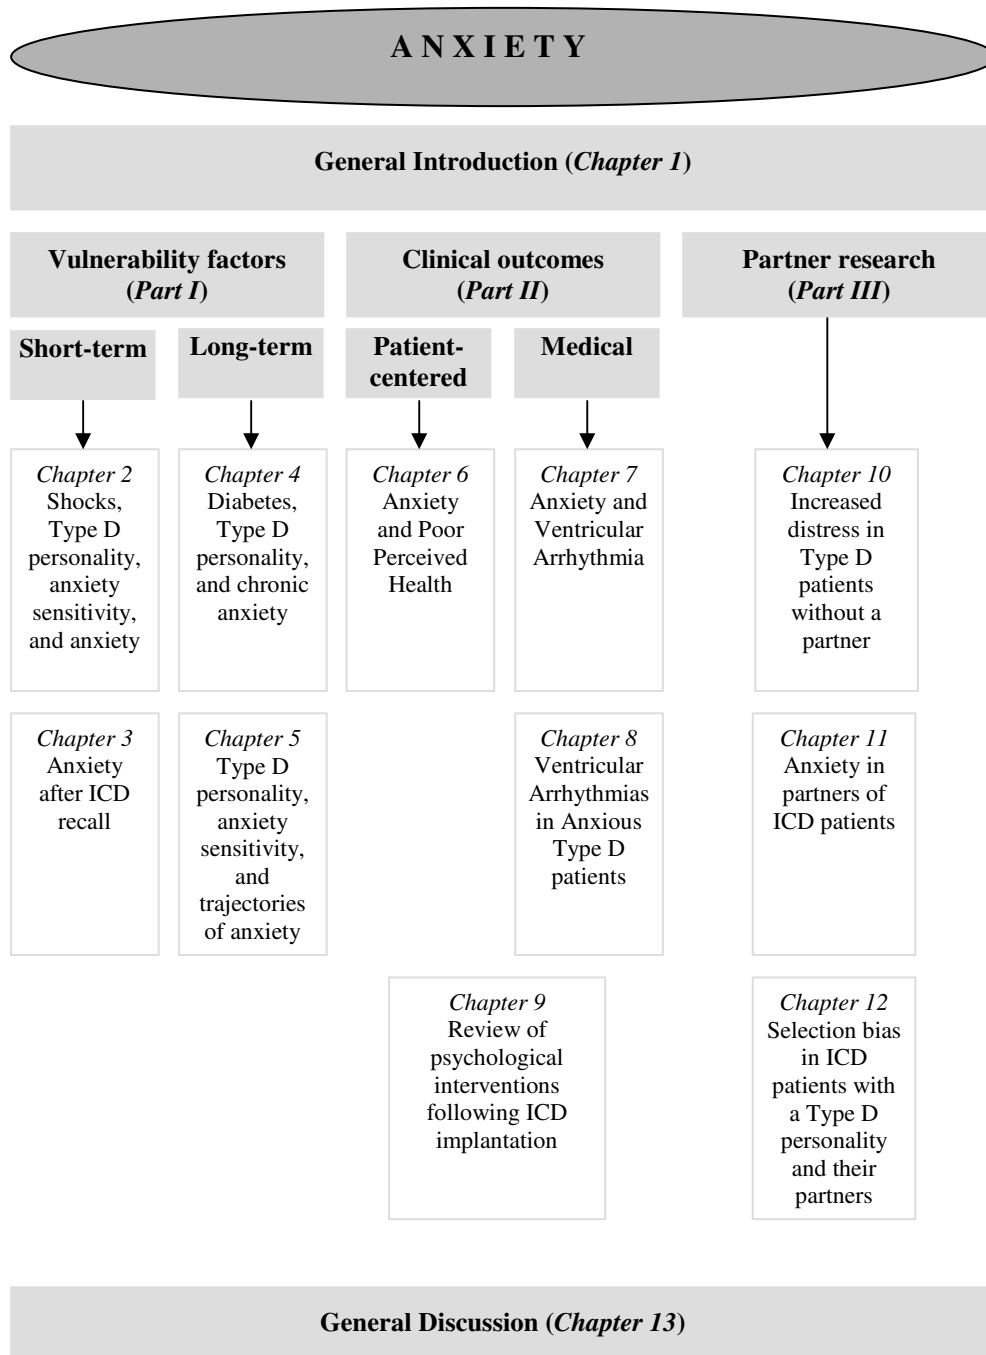 A N X I E T Y
General Introduction (Chapter 1)
Vulnerability factors
(Part I)
Clinical outcomes
(Part II)
Partner research
(Part III)
Short-term
Long-term
Patient-
centered
Medical
Chapter 2
Shocks,
Type D
personality,
anxiety
sensitivity,
and anxiety
Chapter 4
Diabetes,
Type D
personality,
and chronic
anxiety
Chapter 6
Anxiety
and Poor
Perceived
Health
Chapter 7
Anxiety and
Ventricular
Arrhythmia
Chapter 10
Increased
distress in
Type D
patients
without a
partner
Chapter 3
Anxiety
after ICD
recall
Chapter 5
Type D
personality,
anxiety
sensitivity,
and
trajectories
of anxiety
Chapter 8
Ventricular
Arrhythmias
in Anxious
Type D
patients
Chapter 11
Anxiety in
partners of
ICD patients
Chapter 9
Review of
psychological
interventions
following ICD
implantation
Chapter 12
Selection bias
in ICD
patients with
a Type D
personality
and their
partners
General Discussion (Chapter 13)